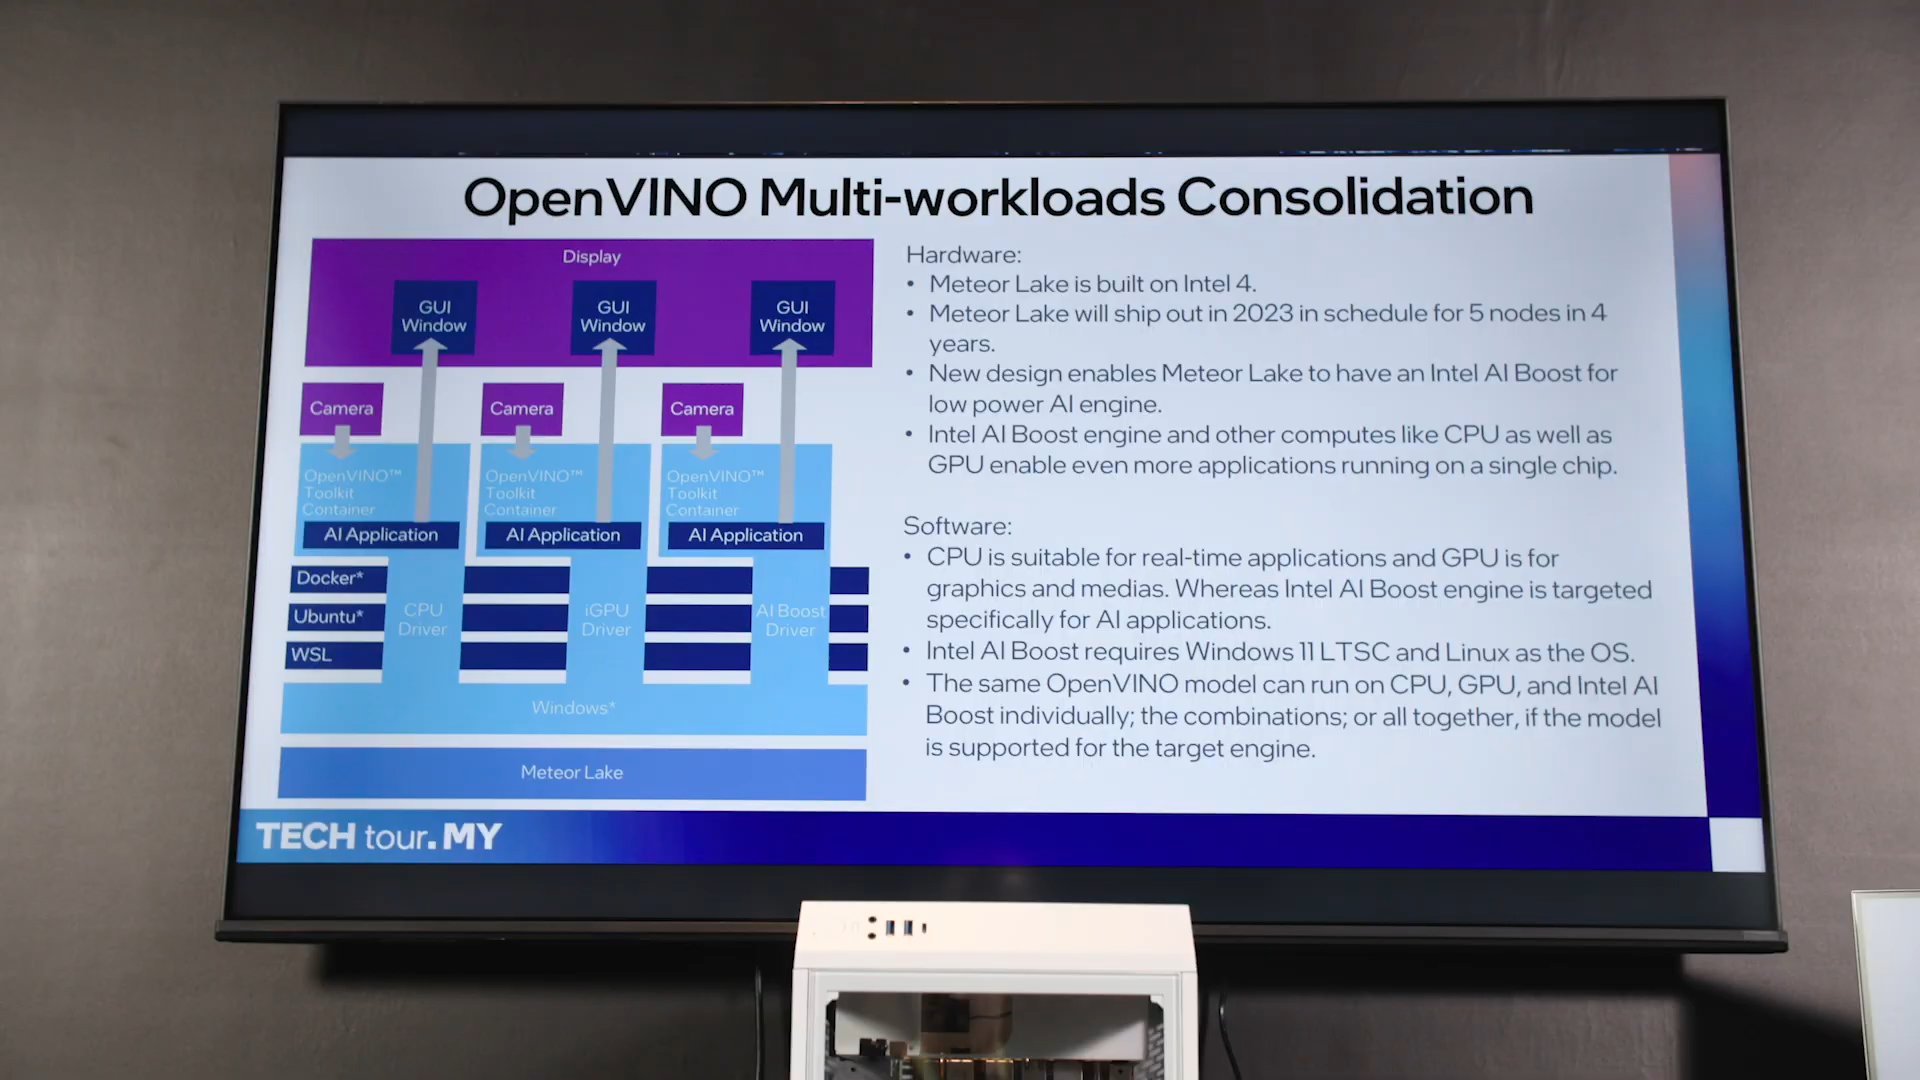 OpenVINO Multi-workloads Consolidation
Display
GUI
Window
GUI
Window
GUI
Window
Camera
Camera
Camera
OpenVINO™
Toolkit
Container
OpenVINO™
Toolkit
Container
OpenVINO™
Toolkit
Container
AI Application
AI Application
AI Application
Docker*
Ubuntu*
WSL
CPU
Driver
iGPU
Driver
AI Boost
Driver
Windows*
Meteor Lake
Hardware:
• Meteor Lake is built on Intel 4.
• Meteor Lake will ship out in 2023 in schedule for 5 nodes in 4
years.
• New design enables Meteor Lake to have an Intel AI Boost for
low power AI engine.
• Intel AI Boost engine and other computes like CPU as well as
GPU enable even more applications running on a single chip.
Software:
• CPU is suitable for real-time applications and GPU is for
graphics and medias. Whereas Intel AI Boost engine is targeted
specifically for AI applications.
• Intel AI Boost requires Windows 11 LTSC and Linux as the OS.
• The same OpenVINO model can run on CPU, GPU, and Intel AI
Boost individually; the combinations; or all together, if the model
is supported for the target engine.
TECH tour.MY